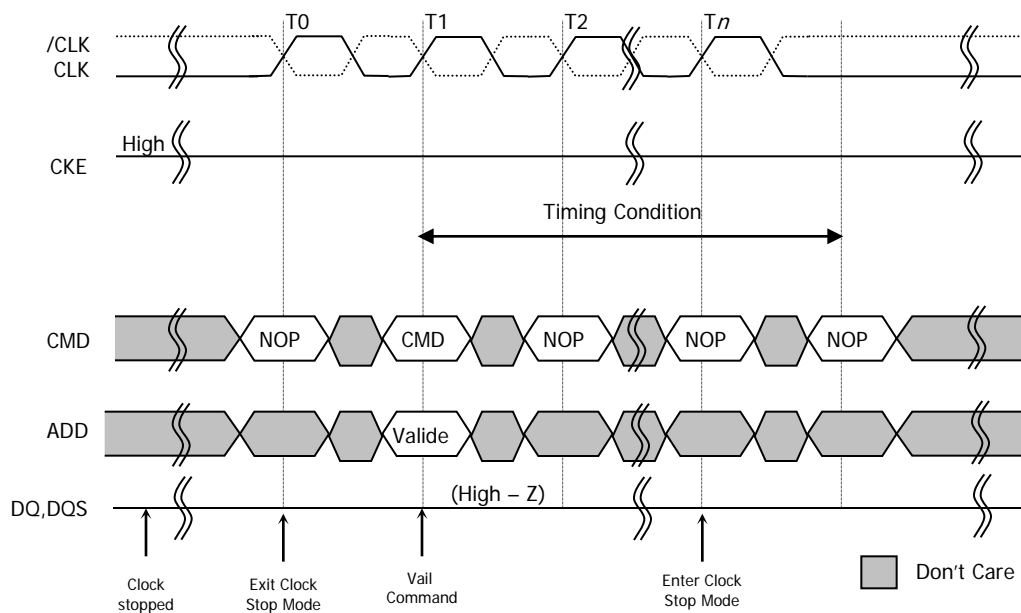 T0 T1 T2 Tn
/CLK
CLK
High
CKE
Timing Condition
CMD NOP CMD NOP NOP NOP
ADD Valide
(High – Z)
DQ,DQS
Clock
stopped
Exit Clock
Stop Mode
Vail
Command
Enter Clock
Stop Mode
Don't Care